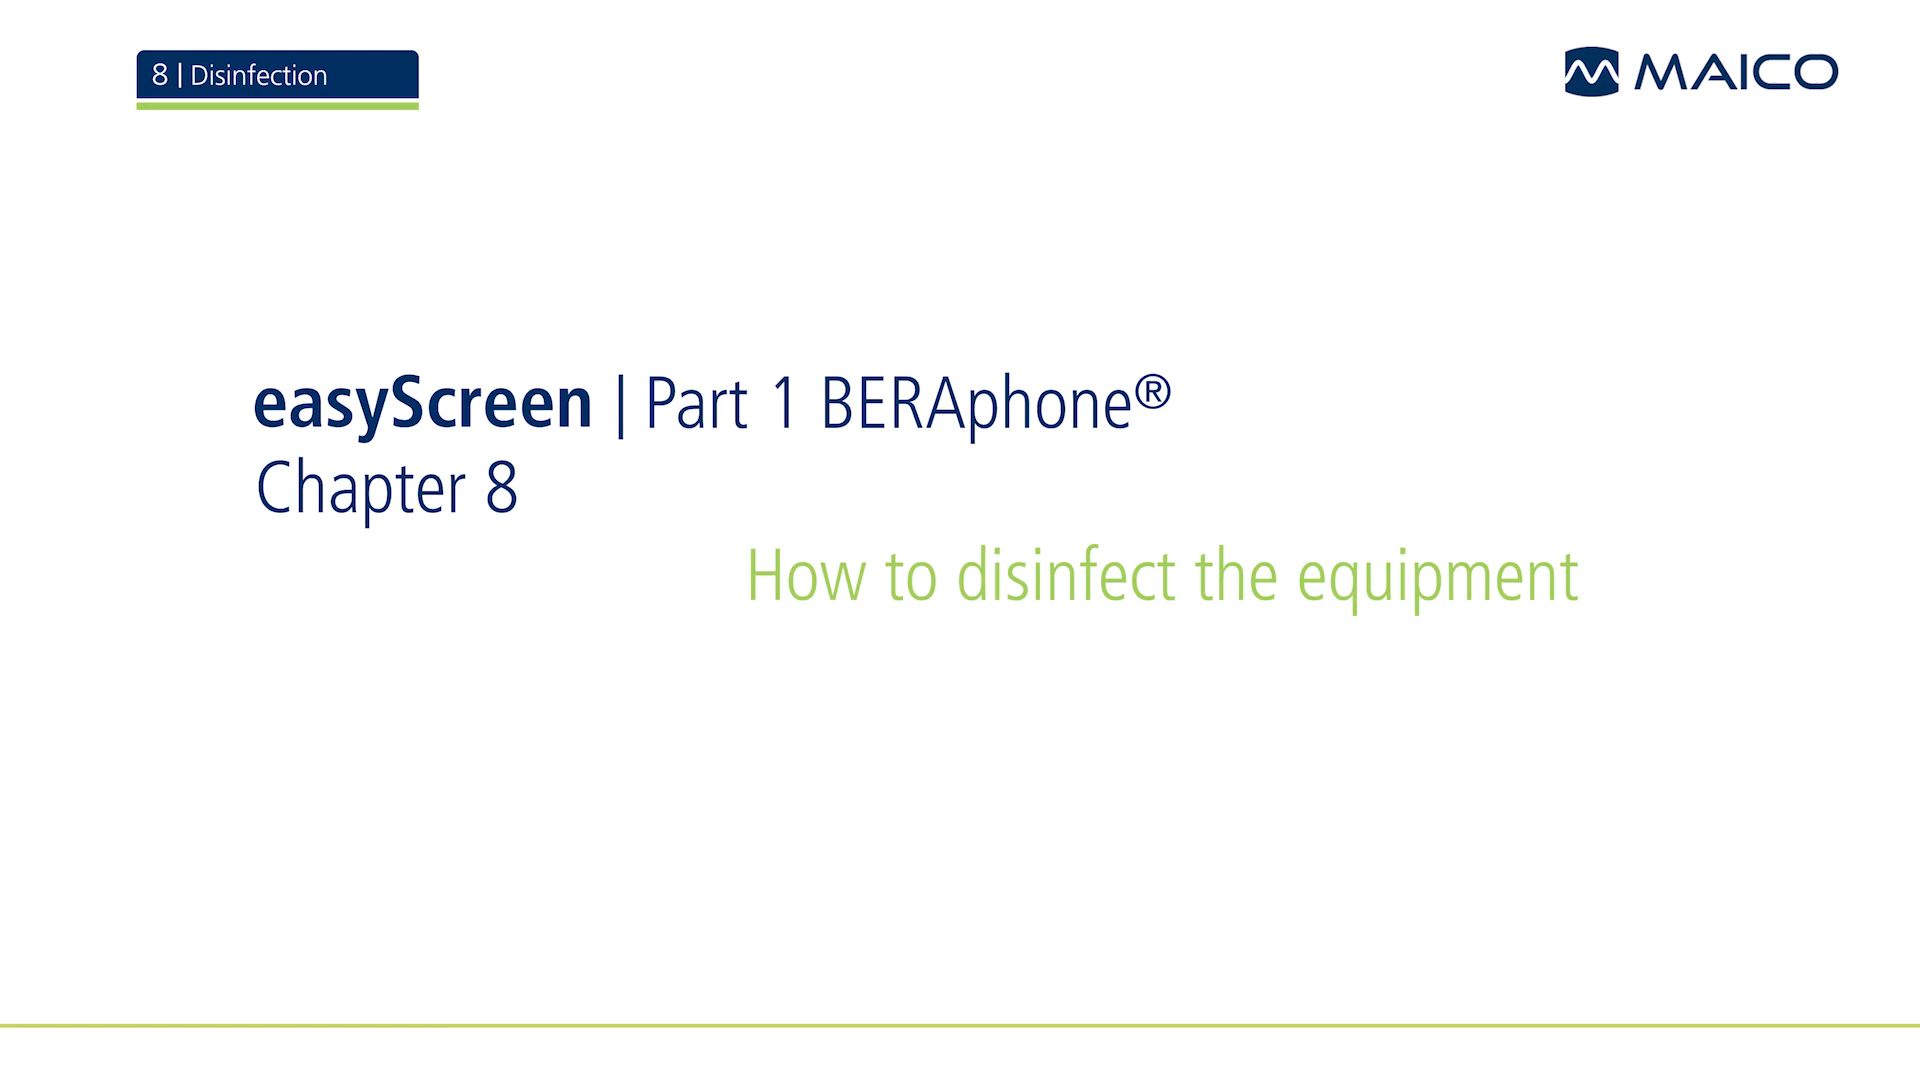 8 | Disinfection
MAICO
easyScreen | Part 1 BERAphone®
Chapter 8
How to disinfect the equipment